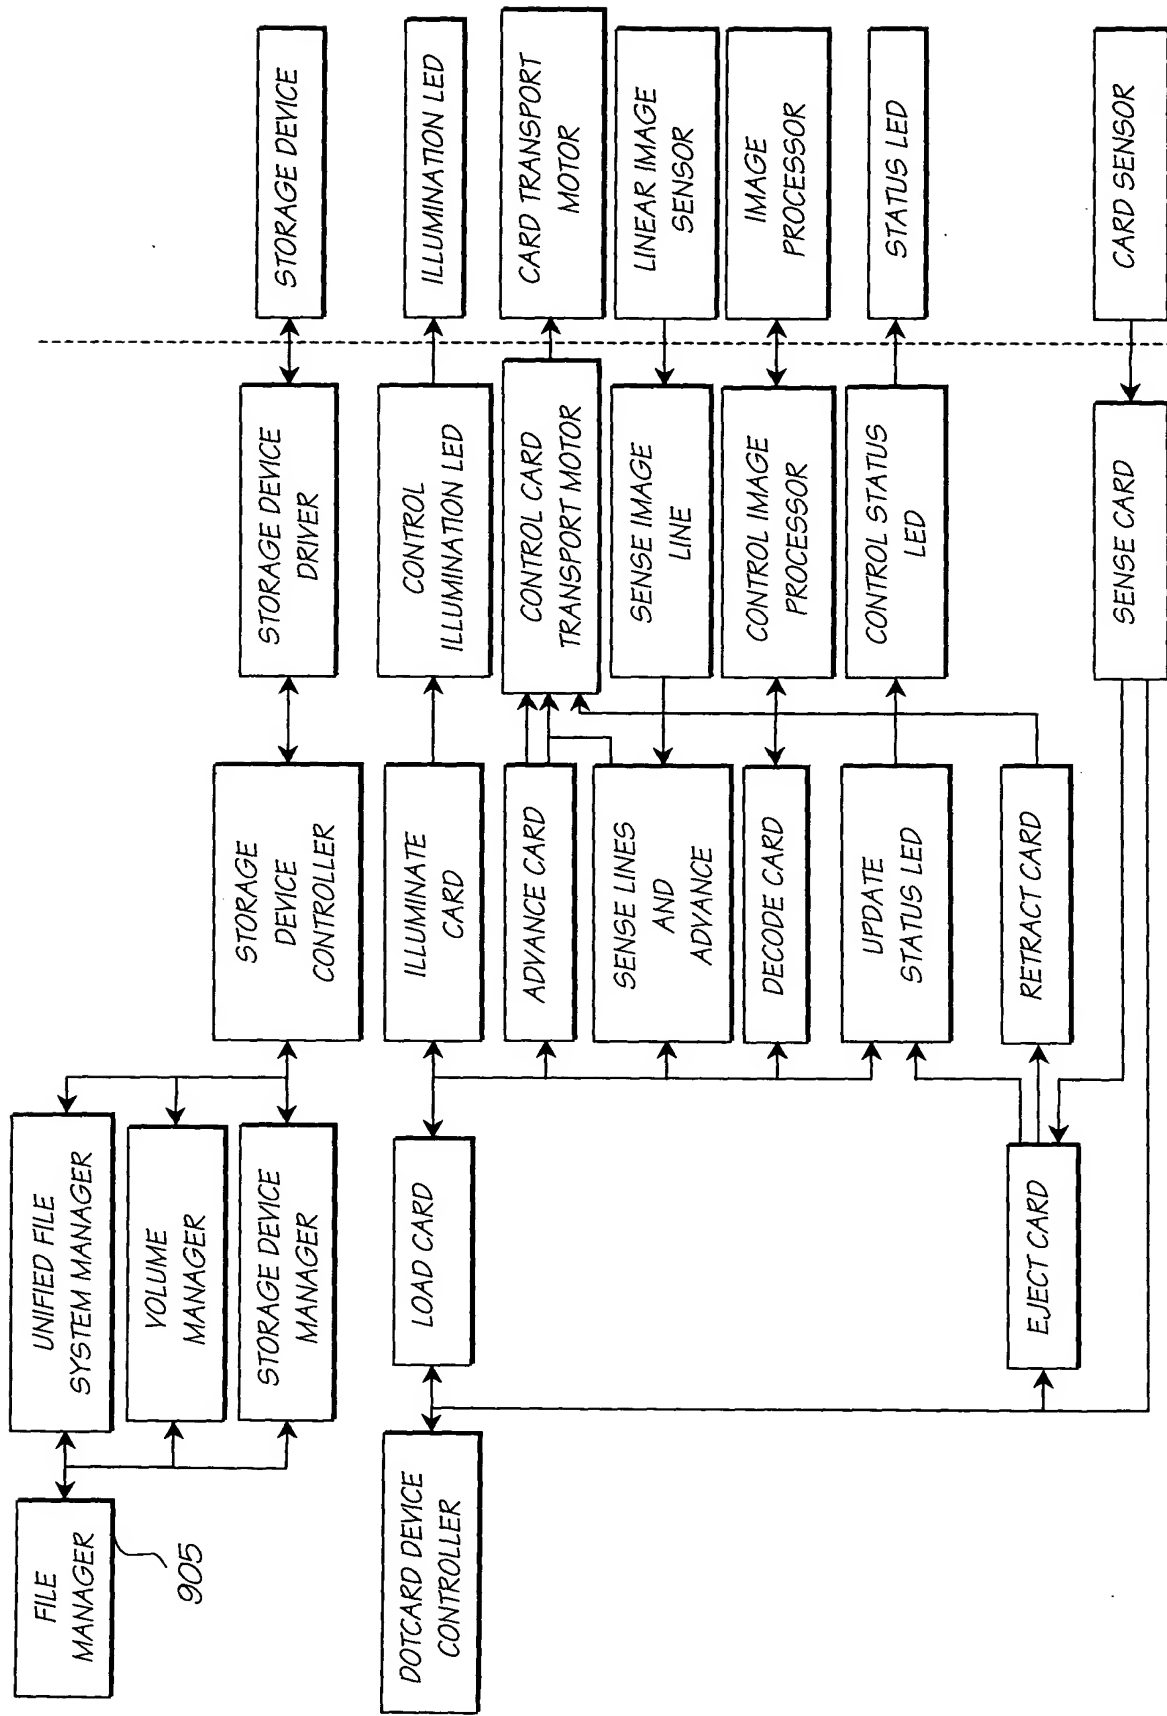 FILE
MANAGER
905
UNIFIED FILE
SYSTEM MANAGER
VOLUME
MANAGER
STORAGE DEVICE
MANAGER
STORAGE
DEVICE
CONTROLLER
STORAGE DEVICE
DRIVER
STORAGE DEVICE
DOTCARD DEVICE
CONTROLLER
LOAD CARD
ILLUMINATE
CARD
CONTROL
ILLUMINATION LED
ILLUMINATION LED
ADVANCE CARD
CONTROL CARD
TRANSPORT MOTOR
CARD TRANSPORT
MOTOR
SENSE LINES
AND
ADVANCE
SENSE IMAGE
LINE
LINEAR IMAGE
SENSOR
DECODE CARD
CONTROL IMAGE
PROCESSOR
IMAGE
PROCESSOR
UPDATE
STATUS LED
CONTROL STATUS
LED
STATUS LED
EJECT CARD
RETRACT CARD
SENSE CARD
CARD SENSOR